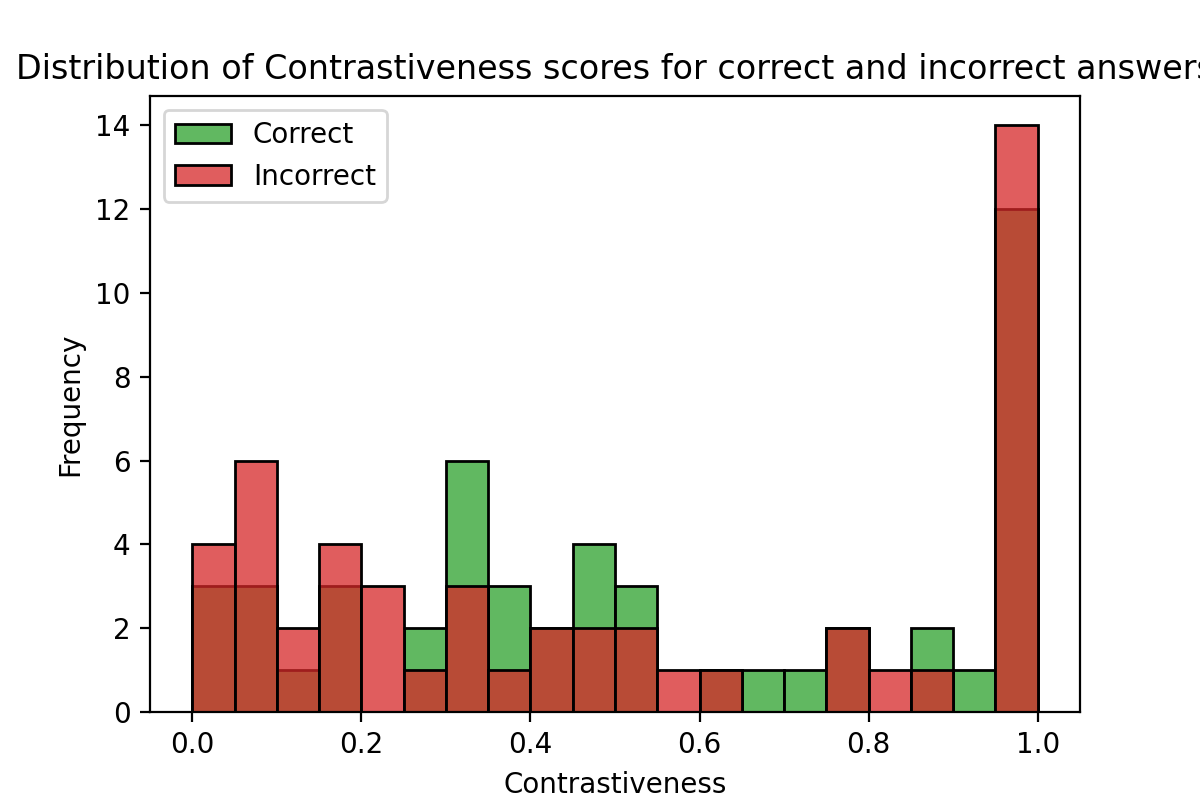 Distribution of Contrastiveness scores for correct and incorrect answers
Correct
Incorrect
Frequency
14
12
10
8
6
4
2
0
0.0 0.2 0.4 0.6 0.8 1.0
Contrastiveness